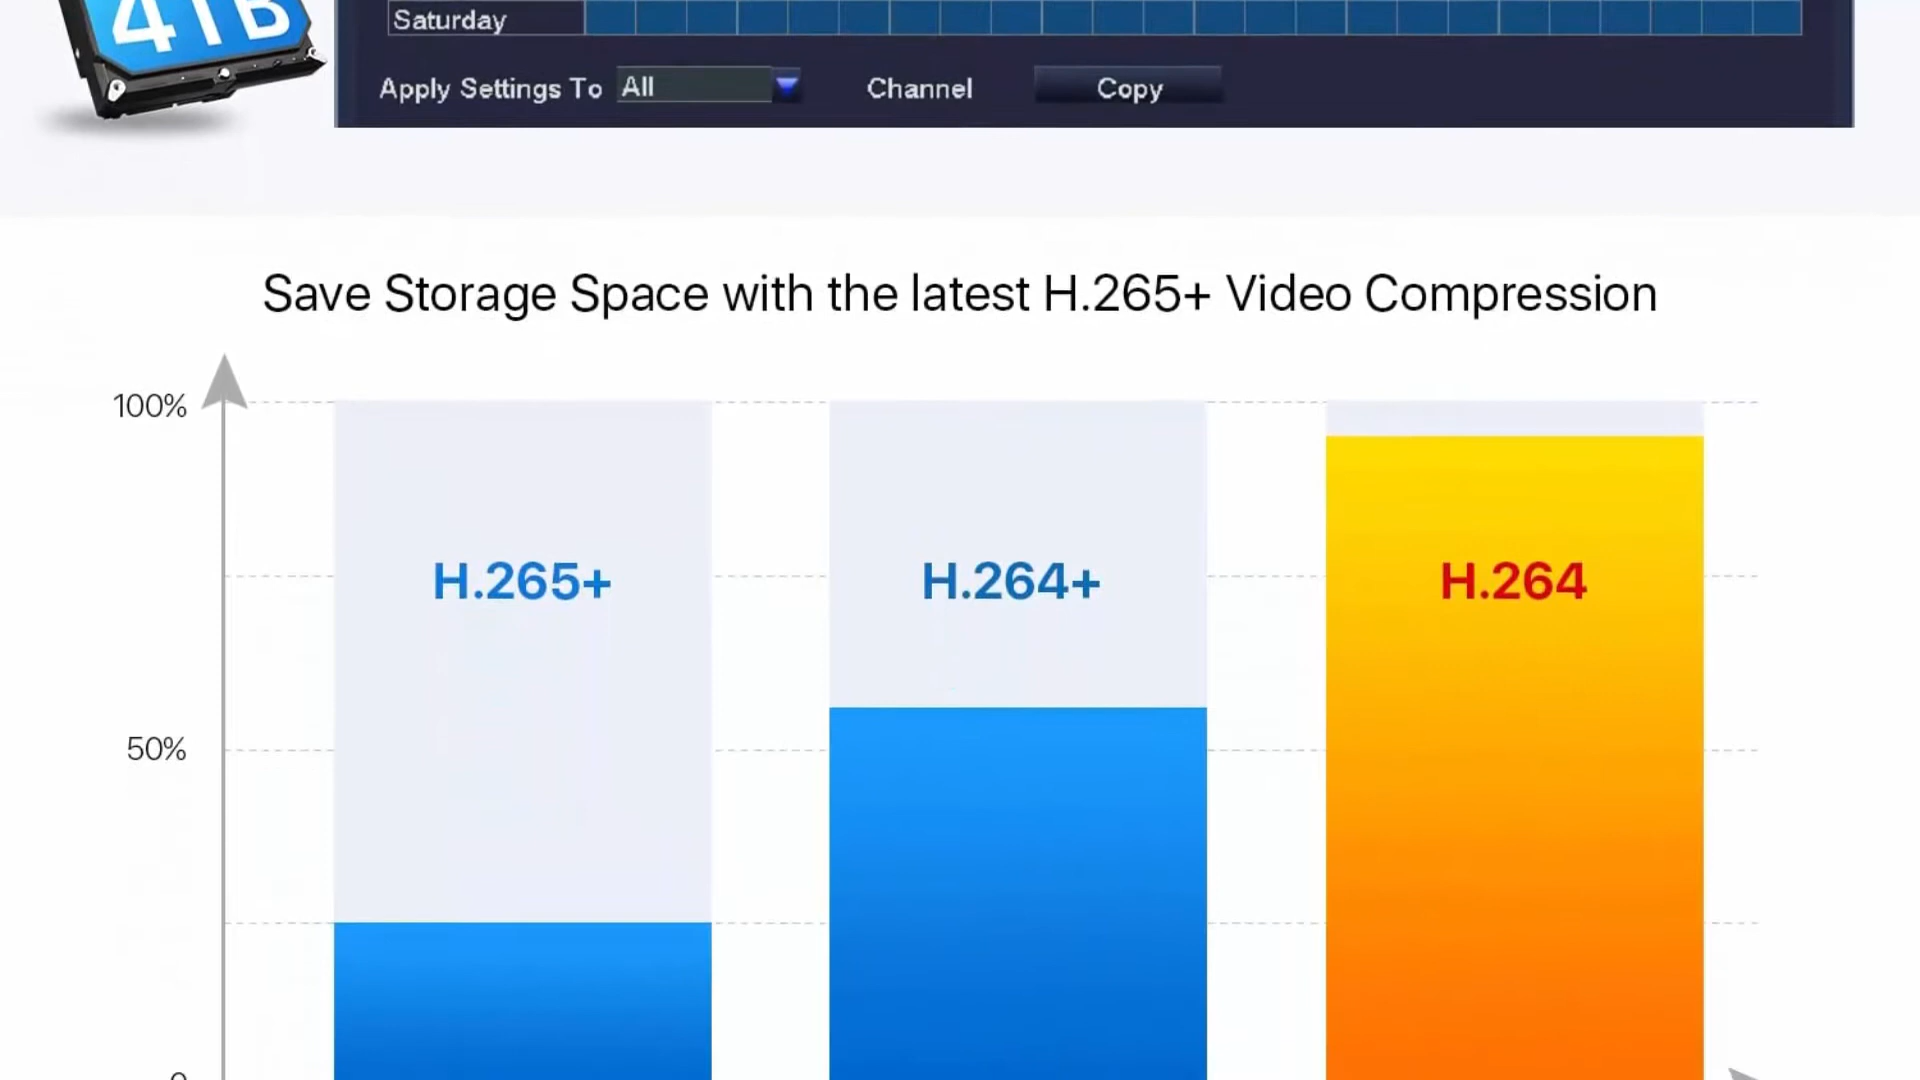 4TB
Saturday
Apply Settings To All Channel Copy
Save Storage Space with the latest H.265+ Video Compression
100%
H.265+ H.264+ H.264
50%
0